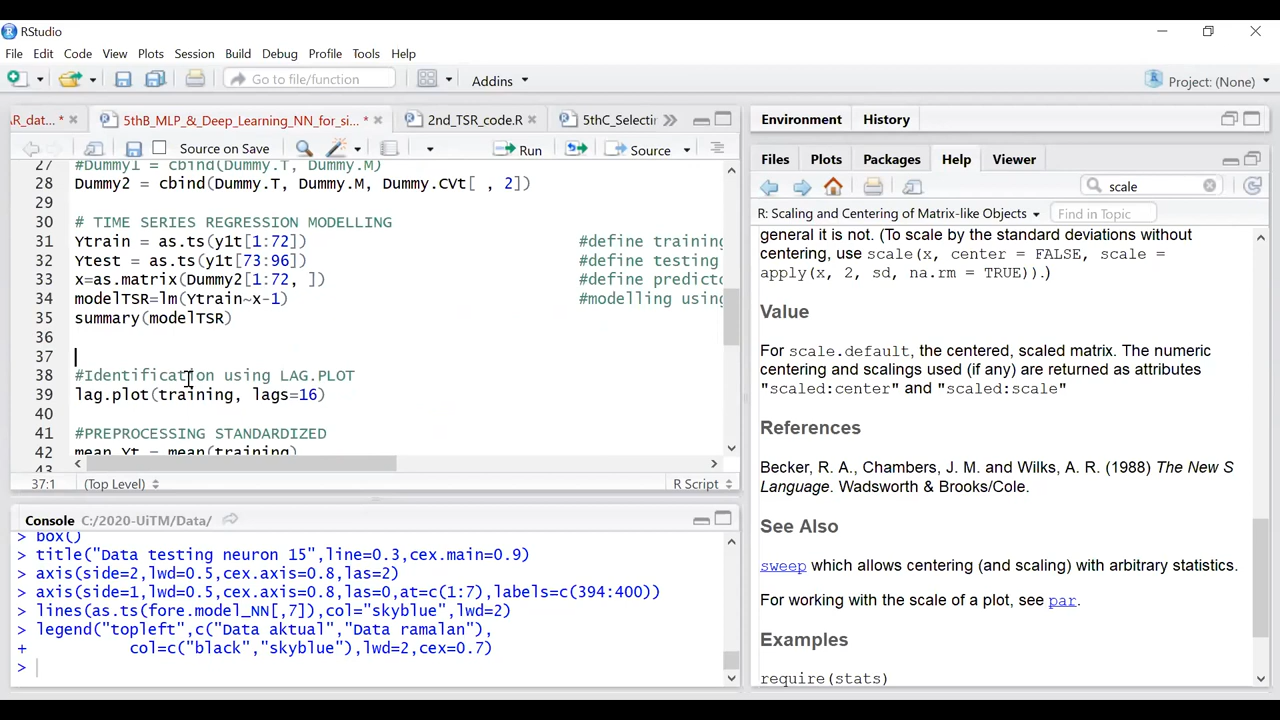 RStudio
File Edit Code View Plots Session Build Debug Profile Tools Help
Go to file/function Addins Project: (None)
AR_dat... * 5thB_MLP_&_Deep_Learning_NN_for_si... * 2nd_TSR_code.R 5thC_Selectin
Source on Save Run Source
27 #Dummy1 = cbind(Dummy.T, Dummy.M)
28 Dummy2 = cbind(Dummy.T, Dummy.M, Dummy.CVt[ , 2])
29
30 # TIME SERIES REGRESSION MODELLING
31 Ytrain = as.ts(y1t[1:72]) #define training
32 Ytest = as.ts(y1t[73:96]) #define testing
33 x=as.matrix(Dummy2[1:72, ]) #define predicto
34 modelTSR=lm(Ytrain~x-1) #modelling using
35 summary(modelTSR)
36
37
38 #Identification using LAG.PLOT
39 lag.plot(training, lags=16)
40
41 #PREPROCESSING STANDARDIZED
42 mean_Yt = mean(training)
43
37:1 (Top Level) R Script
Console C:/2020-UiTM/Data/
> box()
> title("Data testing neuron 15",line=0.3,cex.main=0.9)
> axis(side=2,lwd=0.5,cex.axis=0.8,las=2)
> axis(side=1,lwd=0.5,cex.axis=0.8,las=0,at=c(1:7),labels=c(394:400))
> lines(as.ts(fore.model_NN[,7]),col="skyblue",lwd=2)
> legend("topleft",c("Data aktual","Data ramalan"),
+ col=c("black","skyblue"),lwd=2,cex=0.7)
>
Environment History
Files Plots Packages Help Viewer
scale
R: Scaling and Centering of Matrix-like Objects Find in Topic
general it is not. (To scale by the standard deviations without
centering, use scale(x, center = FALSE, scale =
apply(x, 2, sd, na.rm = TRUE)).)
Value
For scale.default, the centered, scaled matrix. The numeric
centering and scalings used (if any) are returned as attributes
"scaled:center" and "scaled:scale"
References
Becker, R. A., Chambers, J. M. and Wilks, A. R. (1988) The New S
Language. Wadsworth & Brooks/Cole.
See Also
sweep which allows centering (and scaling) with arbitrary statistics.
For working with the scale of a plot, see par.
Examples
require(stats)